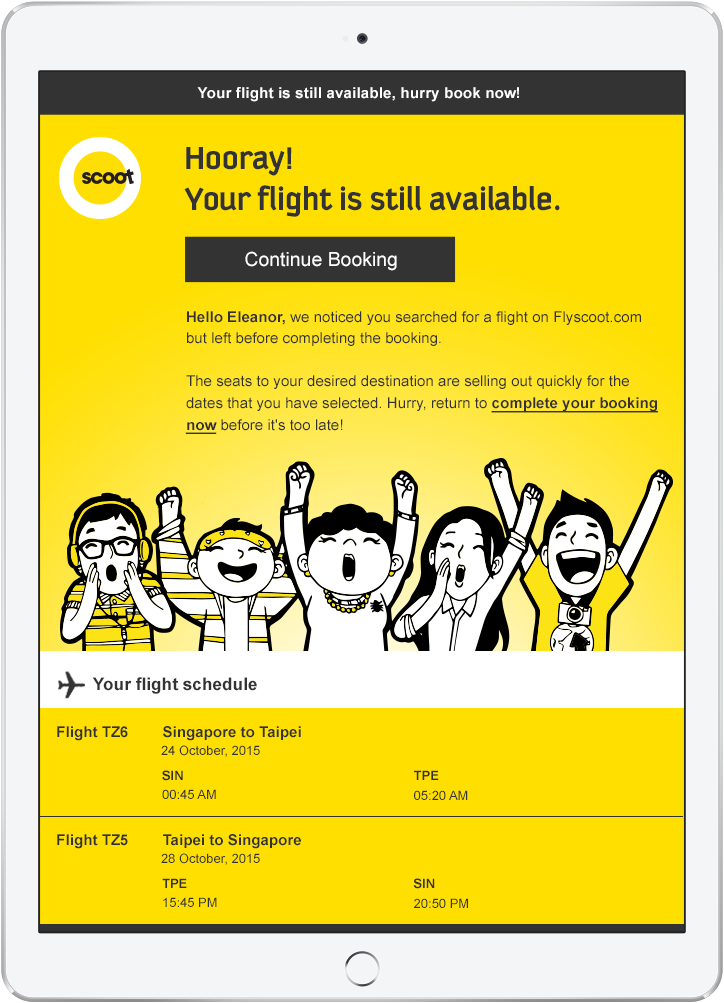 Your flight is still available, hurry book now!
scoot
Hooray!
Your flight is still available.
Continue Booking
Hello Eleanor, we noticed you searched for a flight on Flyscoot.com
but left before completing the booking.
The seats to your desired destination are selling out quickly for the
dates that you have selected. Hurry, return to complete your booking
now before it's too late!
Your flight schedule
Flight TZ6 Singapore to Taipei
24 October, 2015
SIN TPE
00:45 AM 05:20 AM
Flight TZ5 Taipei to Singapore
28 October, 2015
TPE SIN
15:45 PM 20:50 PM